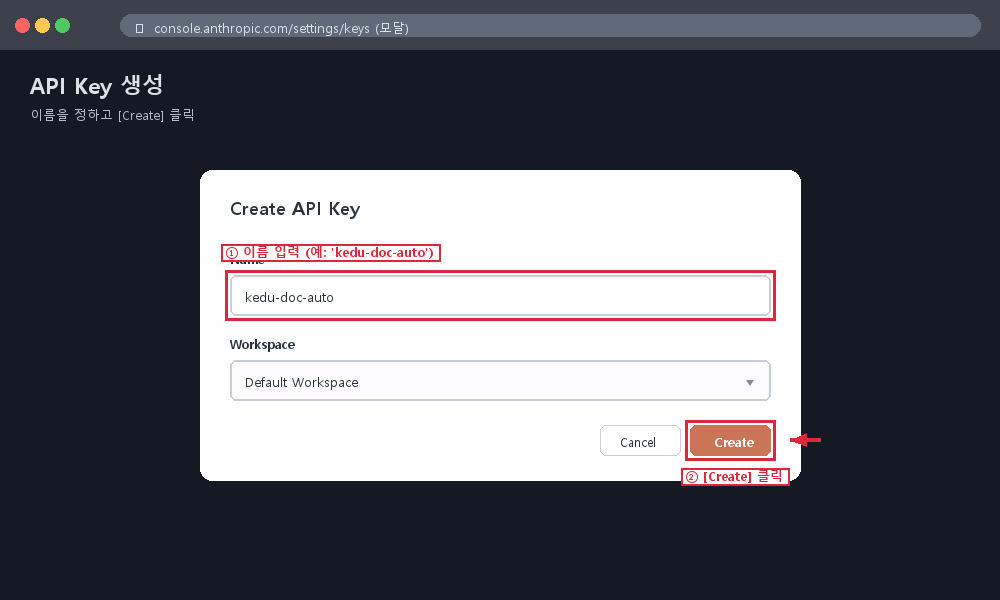 console.anthropic.com/settings/keys (모달)
API Key 생성
이름을 정하고 [Create] 클릭
Create API Key
① 이름 입력 (예: 'kedu-doc-auto')
kedu-doc-auto
Workspace
Default Workspace
Cancel
Create
② [Create] 클릭